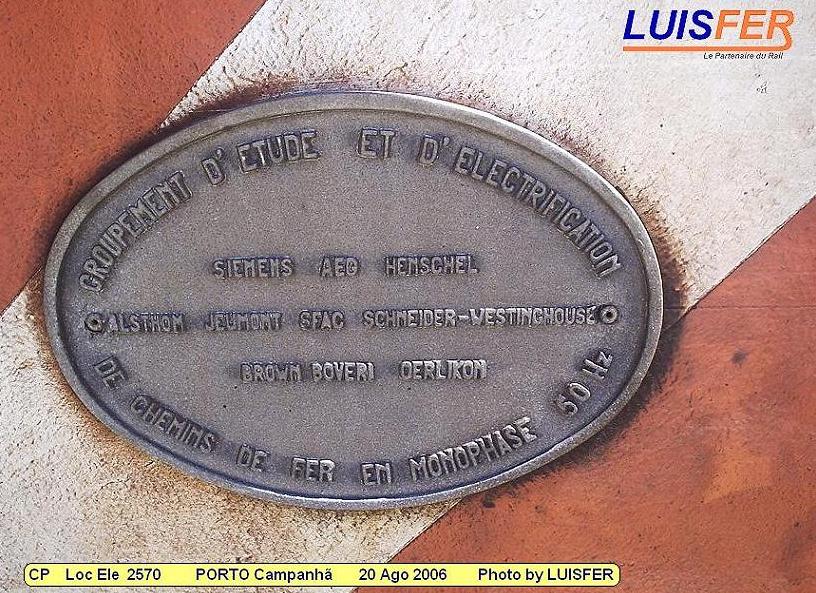 LUISFER
Le Partenaire du Rail
GROUPEMENT D'ETUDE ET D'ELECTRIFICATION
SIEMENS AEG HENSCHEL
ALSTHOM JEUMONT SFAC SCHNEIDER-WESTINGHOUSE
BROWN BOVERI OERLIKON
DE CHEMINS DE FER EN MONOPHASE 50 Hz
CP Loc Ele 2570 PORTO Campanhã 20 Ago 2006 Photo by LUISFER